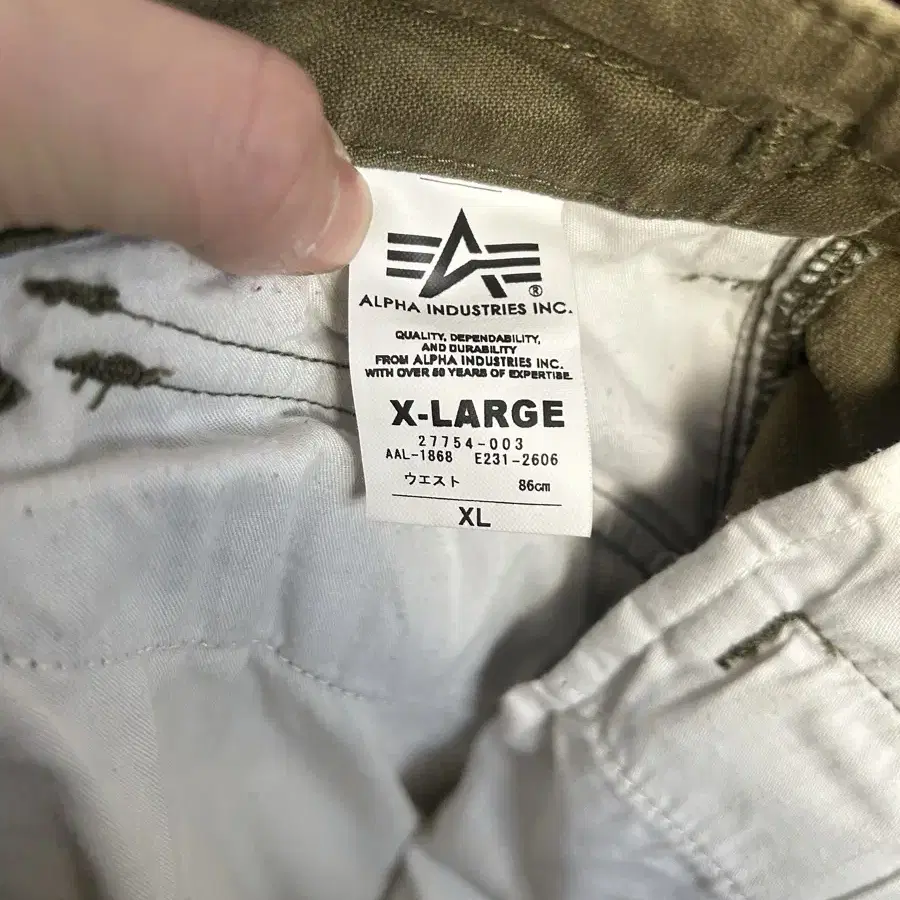 ®
ALPHA INDUSTRIES INC.
QUALITY, DEPENDABILITY,
AND DURABILITY
FROM ALPHA INDUSTRIES INC.
WITH OVER 50 YEARS OF EXPERTISE
X-LARGE
27754-003
AAL-1868 E231-2606
ウエスト 86cm
XL